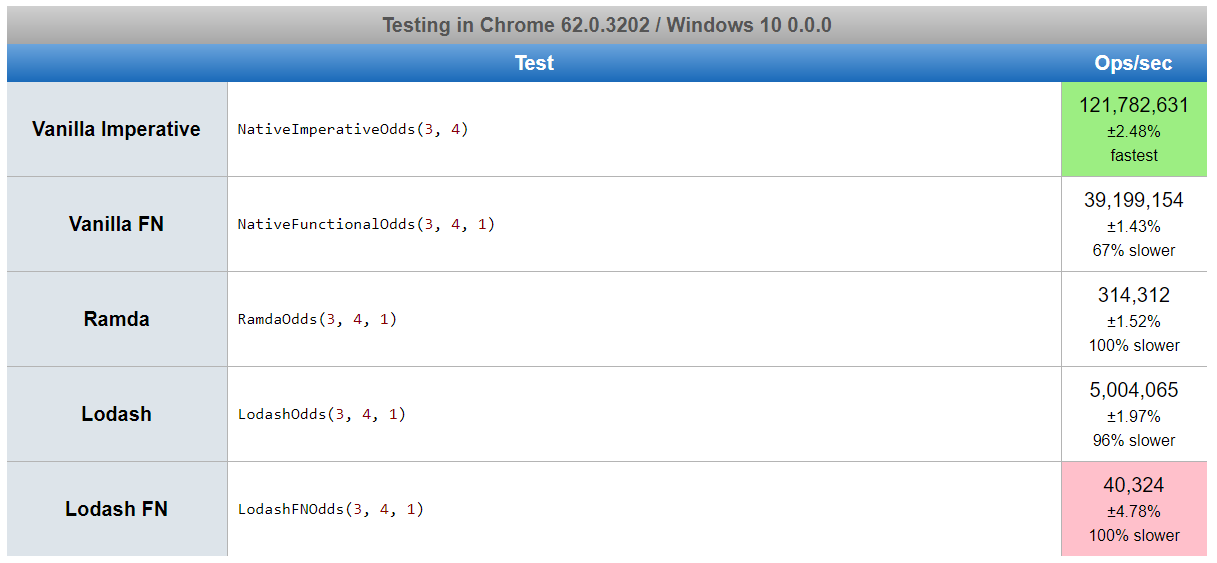 Testing in Chrome 62.0.3202 / Windows 10 0.0.0
Test Ops/sec
Vanilla Imperative NativeImperativeOdds(3, 4) 121,782,631
±2.48%
fastest
Vanilla FN NativeFunctionalOdds(3, 4, 1) 39,199,154
±1.43%
67% slower
Ramda RamdaOdds(3, 4, 1) 314,312
±1.52%
100% slower
Lodash LodashOdds(3, 4, 1) 5,004,065
±1.97%
96% slower
Lodash FN LodashFNOdds(3, 4, 1) 40,324
±4.78%
100% slower